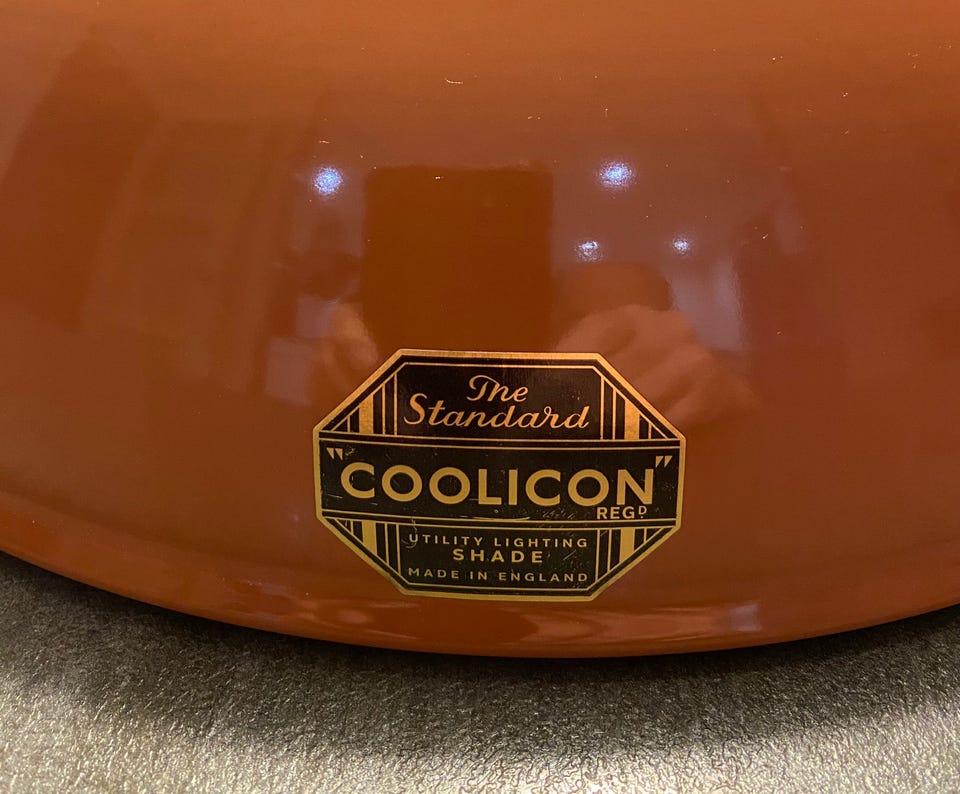 The
Standard
"COOLICON"
REGD
UTILITY LIGHTING
SHADE
MADE IN ENGLAND